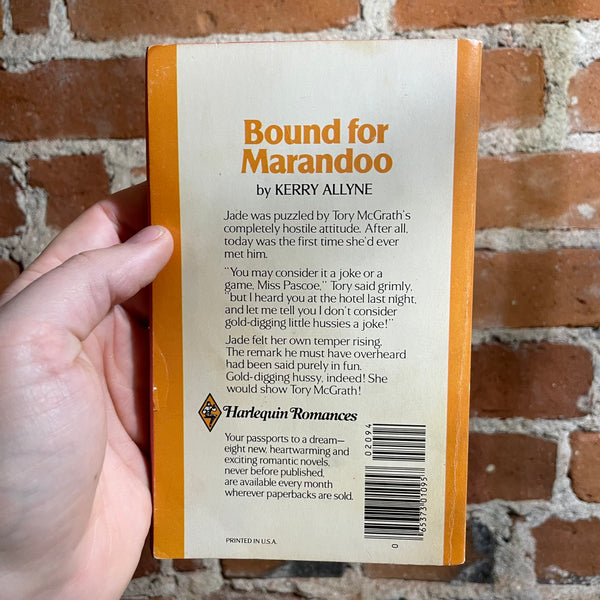 Bound for
Marandoo
by KERRY ALLYNE
Jade was puzzled by Tory McGrath's
completely hostile attitude. After all,
today was the first time she'd ever
met him.
"You may consider it a joke or a
game, Miss Pascoe," Tory said grimly,
"but I heard you at the hotel last night,
and let me tell you I don't consider
gold-digging little hussies a joke!"
Jade felt her own temper rising.
The remark he must have overheard
had been said purely in fun.
Gold-digging hussy, indeed! She
would show Tory McGrath!
Harlequin Romances
Your passports to a dream—
eight new, heartwarming and
exciting romantic novels,
never before published,
are available every month
wherever paperbacks are sold.
PRINTED IN U.S.A.
02094
0 65373 01095